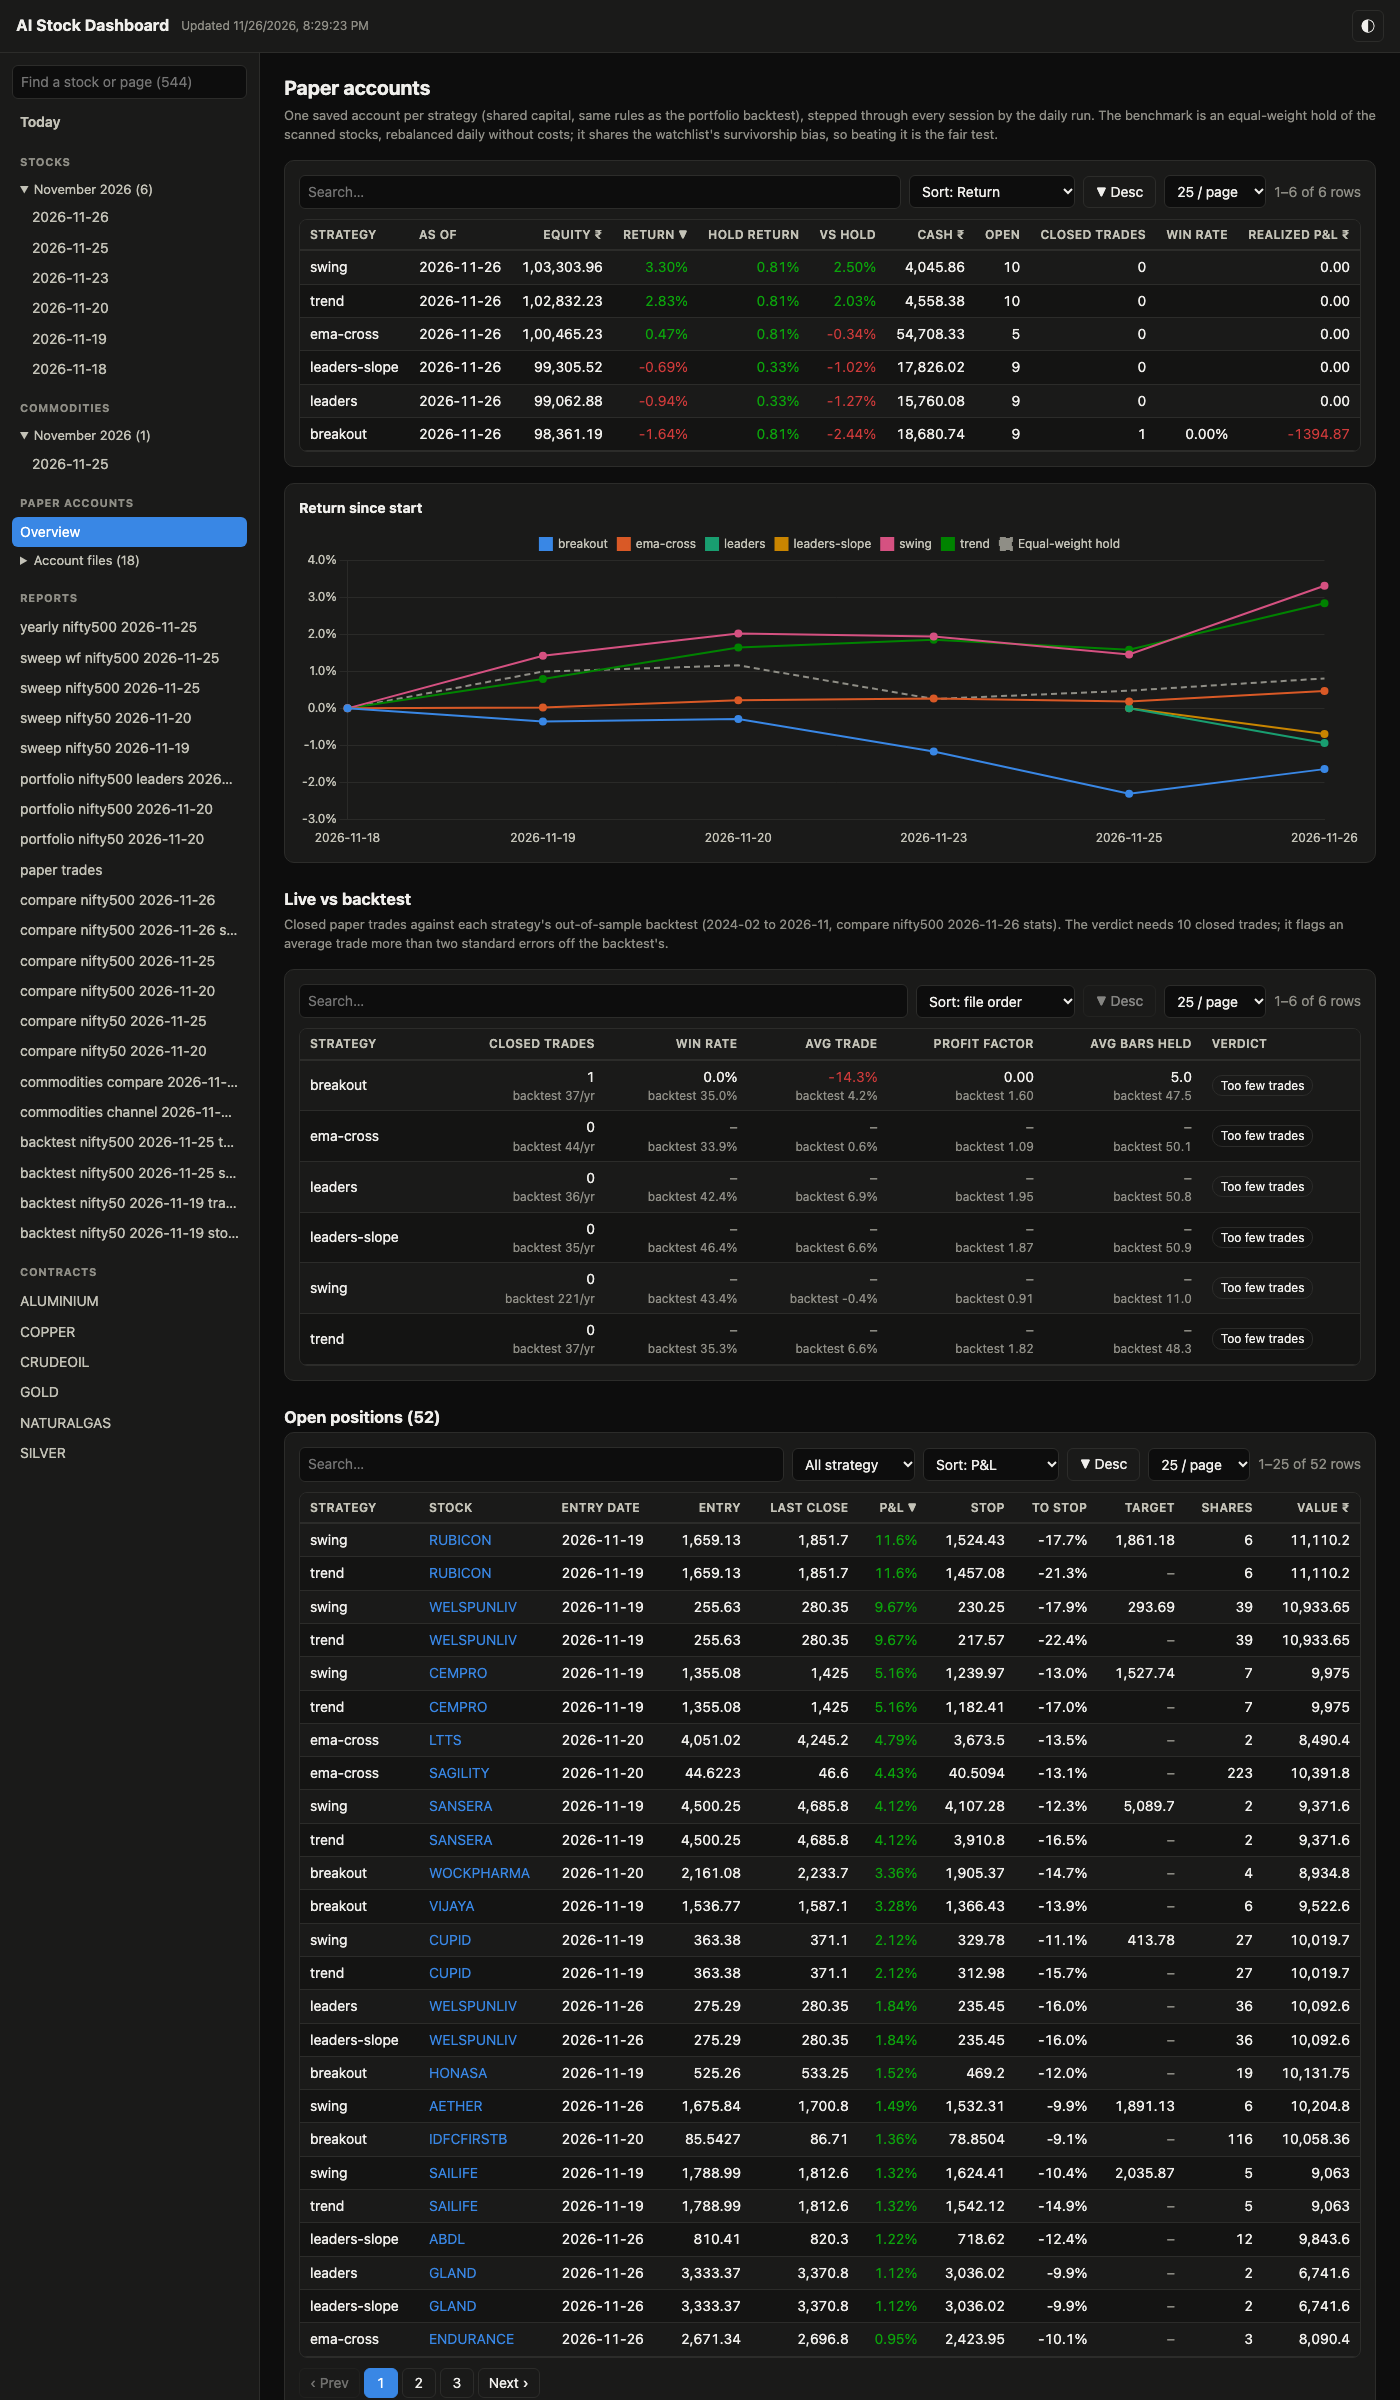 AI Stock Dashboard Updated 11/26/2026, 8:29:23 PM
Find a stock or page (544)
Today
STOCKS
▼ November 2026 (6)
2026-11-26
2026-11-25
2026-11-23
2026-11-20
2026-11-19
2026-11-18
COMMODITIES
▼ November 2026 (1)
2026-11-25
PAPER ACCOUNTS
Overview
▶ Account files (18)
REPORTS
yearly nifty500 2026-11-25
sweep wf nifty500 2026-11-25
sweep nifty500 2026-11-25
sweep nifty50 2026-11-20
sweep nifty50 2026-11-19
portfolio nifty500 leaders 2026...
portfolio nifty500 2026-11-20
portfolio nifty50 2026-11-20
paper trades
compare nifty500 2026-11-26
compare nifty500 2026-11-26 s...
compare nifty500 2026-11-25
compare nifty500 2026-11-20
compare nifty50 2026-11-25
compare nifty50 2026-11-20
commodities compare 2026-11-...
commodities channel 2026-11-...
backtest nifty500 2026-11-25 t...
backtest nifty500 2026-11-25 s...
backtest nifty50 2026-11-19 tra...
backtest nifty50 2026-11-19 sto...
CONTRACTS
ALUMINIUM
COPPER
CRUDEOIL
GOLD
NATURALGAS
SILVER
Paper accounts
One saved account per strategy (shared capital, same rules as the portfolio backtest), stepped through every session by the daily run. The benchmark is an equal-weight hold of the
scanned stocks, rebalanced daily without costs; it shares the watchlist's survivorship bias, so beating it is the fair test.
Search... Sort: Return ▼ Desc 25 / page 1–6 of 6 rows
STRATEGY AS OF EQUITY ₹ RETURN ▼ HOLD RETURN VS HOLD CASH ₹ OPEN CLOSED TRADES WIN RATE REALIZED P&L ₹
swing 2026-11-26 1,03,303.96 3.30% 0.81% 2.50% 4,045.86 10 0 0.00
trend 2026-11-26 1,02,832.23 2.83% 0.81% 2.03% 4,558.38 10 0 0.00
ema-cross 2026-11-26 1,00,465.23 0.47% 0.81% -0.34% 54,708.33 5 0 0.00
leaders-slope 2026-11-26 99,305.52 -0.69% 0.33% -1.02% 17,826.02 9 0 0.00
leaders 2026-11-26 99,062.88 -0.94% 0.33% -1.27% 15,760.08 9 0 0.00
breakout 2026-11-26 98,361.19 -1.64% 0.81% -2.44% 18,680.74 9 1 0.00% -1394.87
Return since start
breakout ema-cross leaders leaders-slope swing trend Equal-weight hold
4.0%
3.0%
2.0%
1.0%
0.0%
-1.0%
-2.0%
-3.0%
2026-11-18 2026-11-19 2026-11-20 2026-11-23 2026-11-25 2026-11-26
Live vs backtest
Closed paper trades against each strategy's out-of-sample backtest (2024-02 to 2026-11, compare nifty500 2026-11-26 stats). The verdict needs 10 closed trades; it flags an
average trade more than two standard errors off the backtest's.
Search... Sort: file order ▼ Desc 25 / page 1–6 of 6 rows
STRATEGY CLOSED TRADES WIN RATE AVG TRADE PROFIT FACTOR AVG BARS HELD VERDICT
breakout 1 0.0% -14.3% 0.00 5.0 Too few trades
backtest 37/yr backtest 35.0% backtest 4.2% backtest 1.60 backtest 47.5
ema-cross 0 – – – – Too few trades
backtest 44/yr backtest 33.9% backtest 0.6% backtest 1.09 backtest 50.1
leaders 0 – – – – Too few trades
backtest 36/yr backtest 42.4% backtest 6.9% backtest 1.95 backtest 50.8
leaders-slope 0 – – – – Too few trades
backtest 35/yr backtest 46.4% backtest 6.6% backtest 1.87 backtest 50.9
swing 0 – – – – Too few trades
backtest 221/yr backtest 43.4% backtest -0.4% backtest 0.91 backtest 11.0
trend 0 – – – – Too few trades
backtest 37/yr backtest 35.3% backtest 6.6% backtest 1.82 backtest 48.3
Open positions (52)
Search... All strategy Sort: P&L ▼ Desc 25 / page 1–25 of 52 rows
STRATEGY STOCK ENTRY DATE ENTRY LAST CLOSE P&L ▼ STOP TO STOP TARGET SHARES VALUE ₹
swing RUBICON 2026-11-19 1,659.13 1,851.7 11.6% 1,524.43 -17.7% 1,861.18 6 11,110.2
trend RUBICON 2026-11-19 1,659.13 1,851.7 11.6% 1,457.08 -21.3% – 6 11,110.2
swing WELSPUNLIV 2026-11-19 255.63 280.35 9.67% 230.25 -17.9% 293.69 39 10,933.65
trend WELSPUNLIV 2026-11-19 255.63 280.35 9.67% 217.57 -22.4% – 39 10,933.65
swing CEMPRO 2026-11-19 1,355.08 1,425 5.16% 1,239.97 -13.0% 1,527.74 7 9,975
trend CEMPRO 2026-11-19 1,355.08 1,425 5.16% 1,182.41 -17.0% – 7 9,975
ema-cross LTTS 2026-11-20 4,051.02 4,245.2 4.79% 3,673.5 -13.5% – 2 8,490.4
ema-cross SAGILITY 2026-11-20 44.6223 46.6 4.43% 40.5094 -13.1% – 223 10,391.8
swing SANSERA 2026-11-19 4,500.25 4,685.8 4.12% 4,107.28 -12.3% 5,089.7 2 9,371.6
trend SANSERA 2026-11-19 4,500.25 4,685.8 4.12% 3,910.8 -16.5% – 2 9,371.6
breakout WOCKPHARMA 2026-11-20 2,161.08 2,233.7 3.36% 1,905.37 -14.7% – 4 8,934.8
breakout VIJAYA 2026-11-19 1,536.77 1,587.1 3.28% 1,366.43 -13.9% – 6 9,522.6
swing CUPID 2026-11-19 363.38 371.1 2.12% 329.78 -11.1% 413.78 27 10,019.7
trend CUPID 2026-11-19 363.38 371.1 2.12% 312.98 -15.7% – 27 10,019.7
leaders WELSPUNLIV 2026-11-26 275.29 280.35 1.84% 235.45 -16.0% – 36 10,092.6
leaders-slope WELSPUNLIV 2026-11-26 275.29 280.35 1.84% 235.45 -16.0% – 36 10,092.6
breakout HONASA 2026-11-19 525.26 533.25 1.52% 469.2 -12.0% – 19 10,131.75
swing AETHER 2026-11-26 1,675.84 1,700.8 1.49% 1,532.31 -9.9% 1,891.13 6 10,204.8
breakout IDFCFIRSTB 2026-11-20 85.5427 86.71 1.36% 78.8504 -9.1% – 116 10,058.36
swing SAILIFE 2026-11-19 1,788.99 1,812.6 1.32% 1,624.41 -10.4% 2,035.87 5 9,063
trend SAILIFE 2026-11-19 1,788.99 1,812.6 1.32% 1,542.12 -14.9% – 5 9,063
leaders-slope ABDL 2026-11-26 810.41 820.3 1.22% 718.62 -12.4% – 12 9,843.6
leaders GLAND 2026-11-26 3,333.37 3,370.8 1.12% 3,036.02 -9.9% – 2 6,741.6
leaders-slope GLAND 2026-11-26 3,333.37 3,370.8 1.12% 3,036.02 -9.9% – 2 6,741.6
ema-cross ENDURANCE 2026-11-26 2,671.34 2,696.8 0.95% 2,423.95 -10.1% – 3 8,090.4
‹ Prev 1 2 3 Next ›